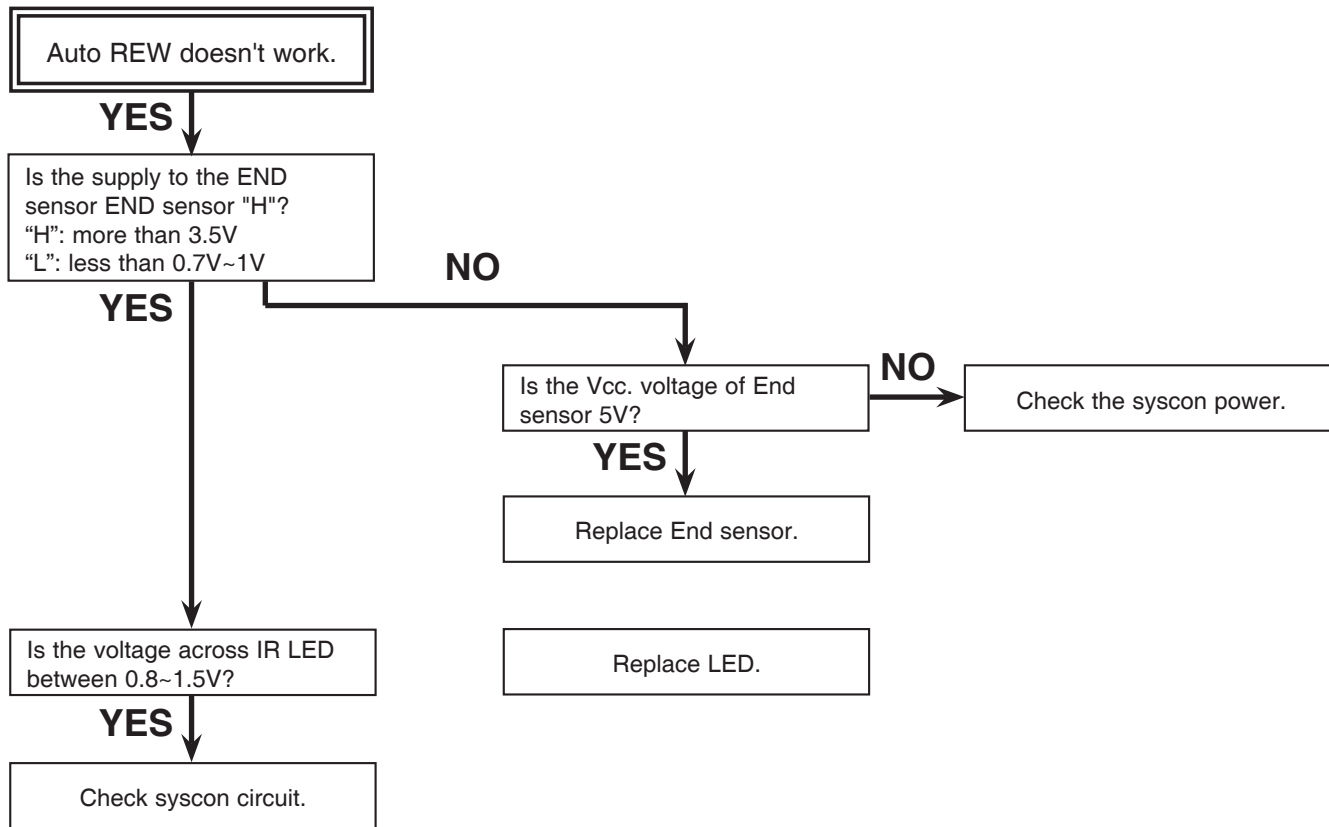 Auto REW doesn't work.
YES
Is the supply to the END
sensor END sensor "H"?
“H”: more than 3.5V
“L”: less than 0.7V~1V
NO
YES
Is the Vcc. voltage of End
sensor 5V?
NO
Check the syscon power.
YES
Replace End sensor.
Is the voltage across IR LED
between 0.8~1.5V?
Replace LED.
YES
Check syscon circuit.